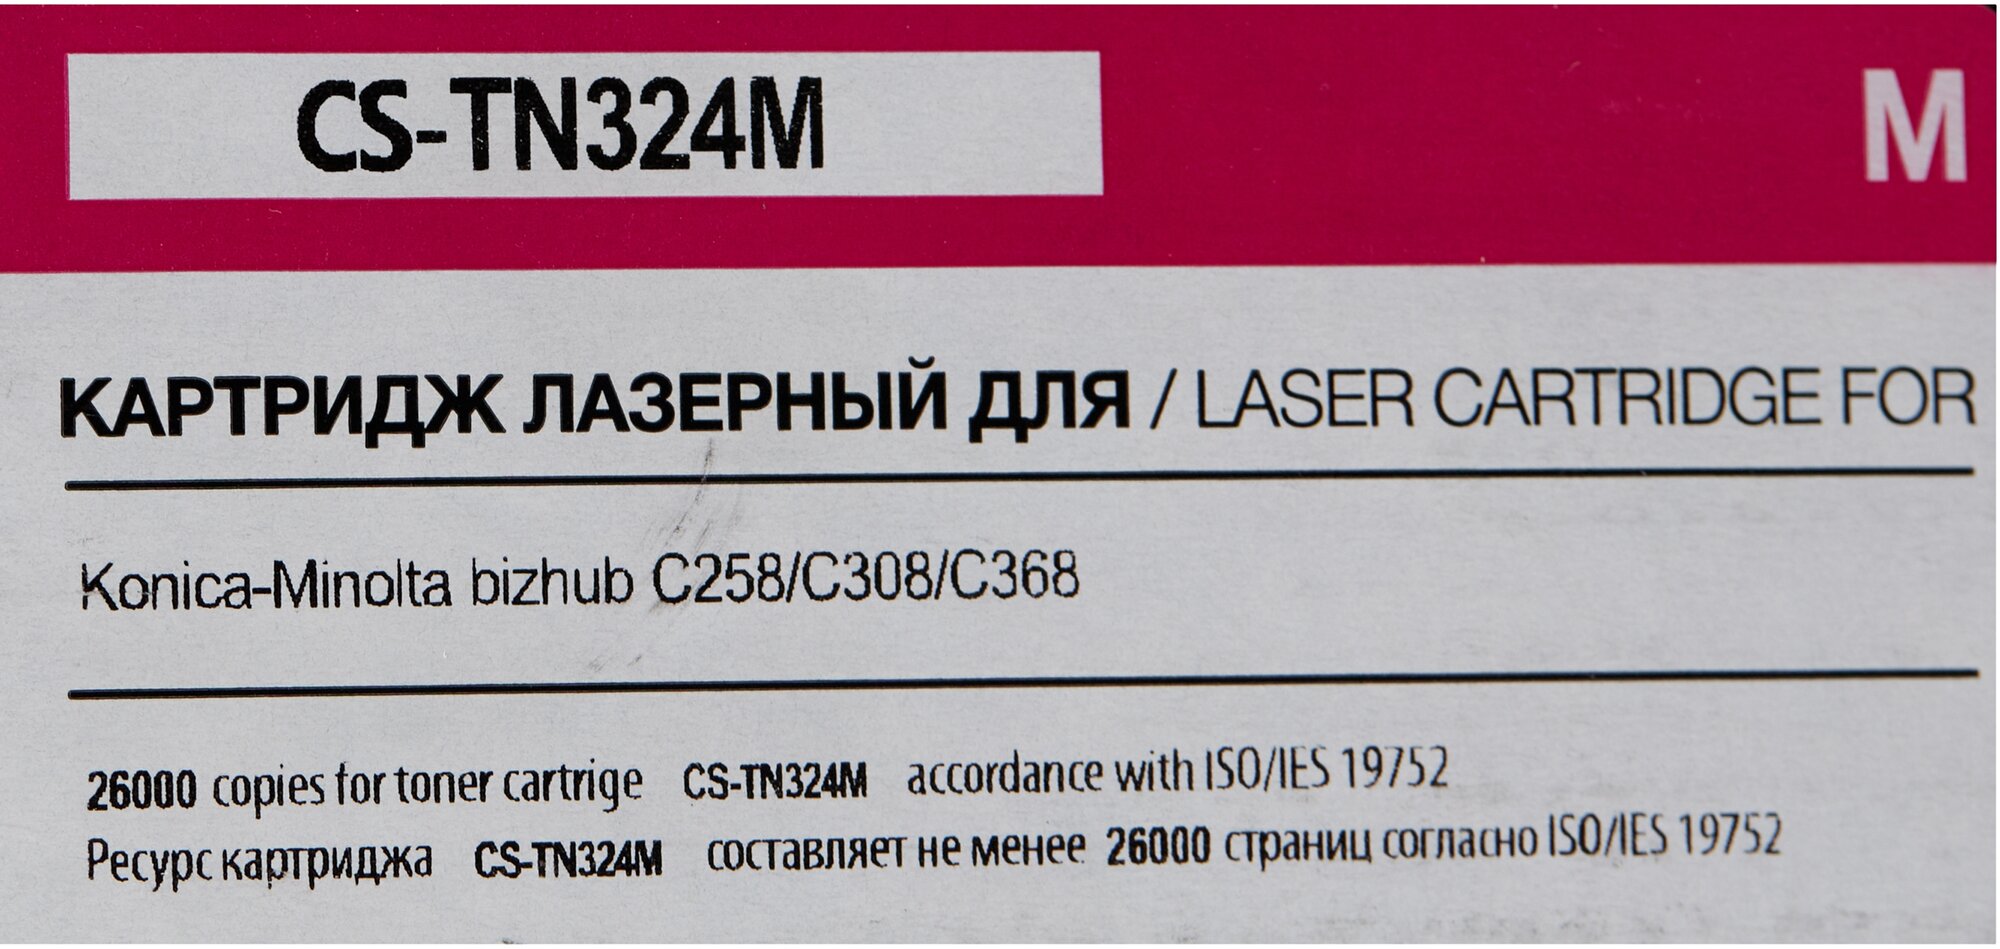 CS-TN324M
M
КАРТРИДЖ ЛАЗЕРНЫЙ ДЛЯ / LASER CARTRIDGE FOR
Konica-Minolta bizhub C258/C308/C368
26000 copies for toner cartrige CS-TN324M accordance with ISO/IES 19752
Ресурс картриджа CS-TN324M составляет не менее 26000 страниц согласно ISO/IES 19752